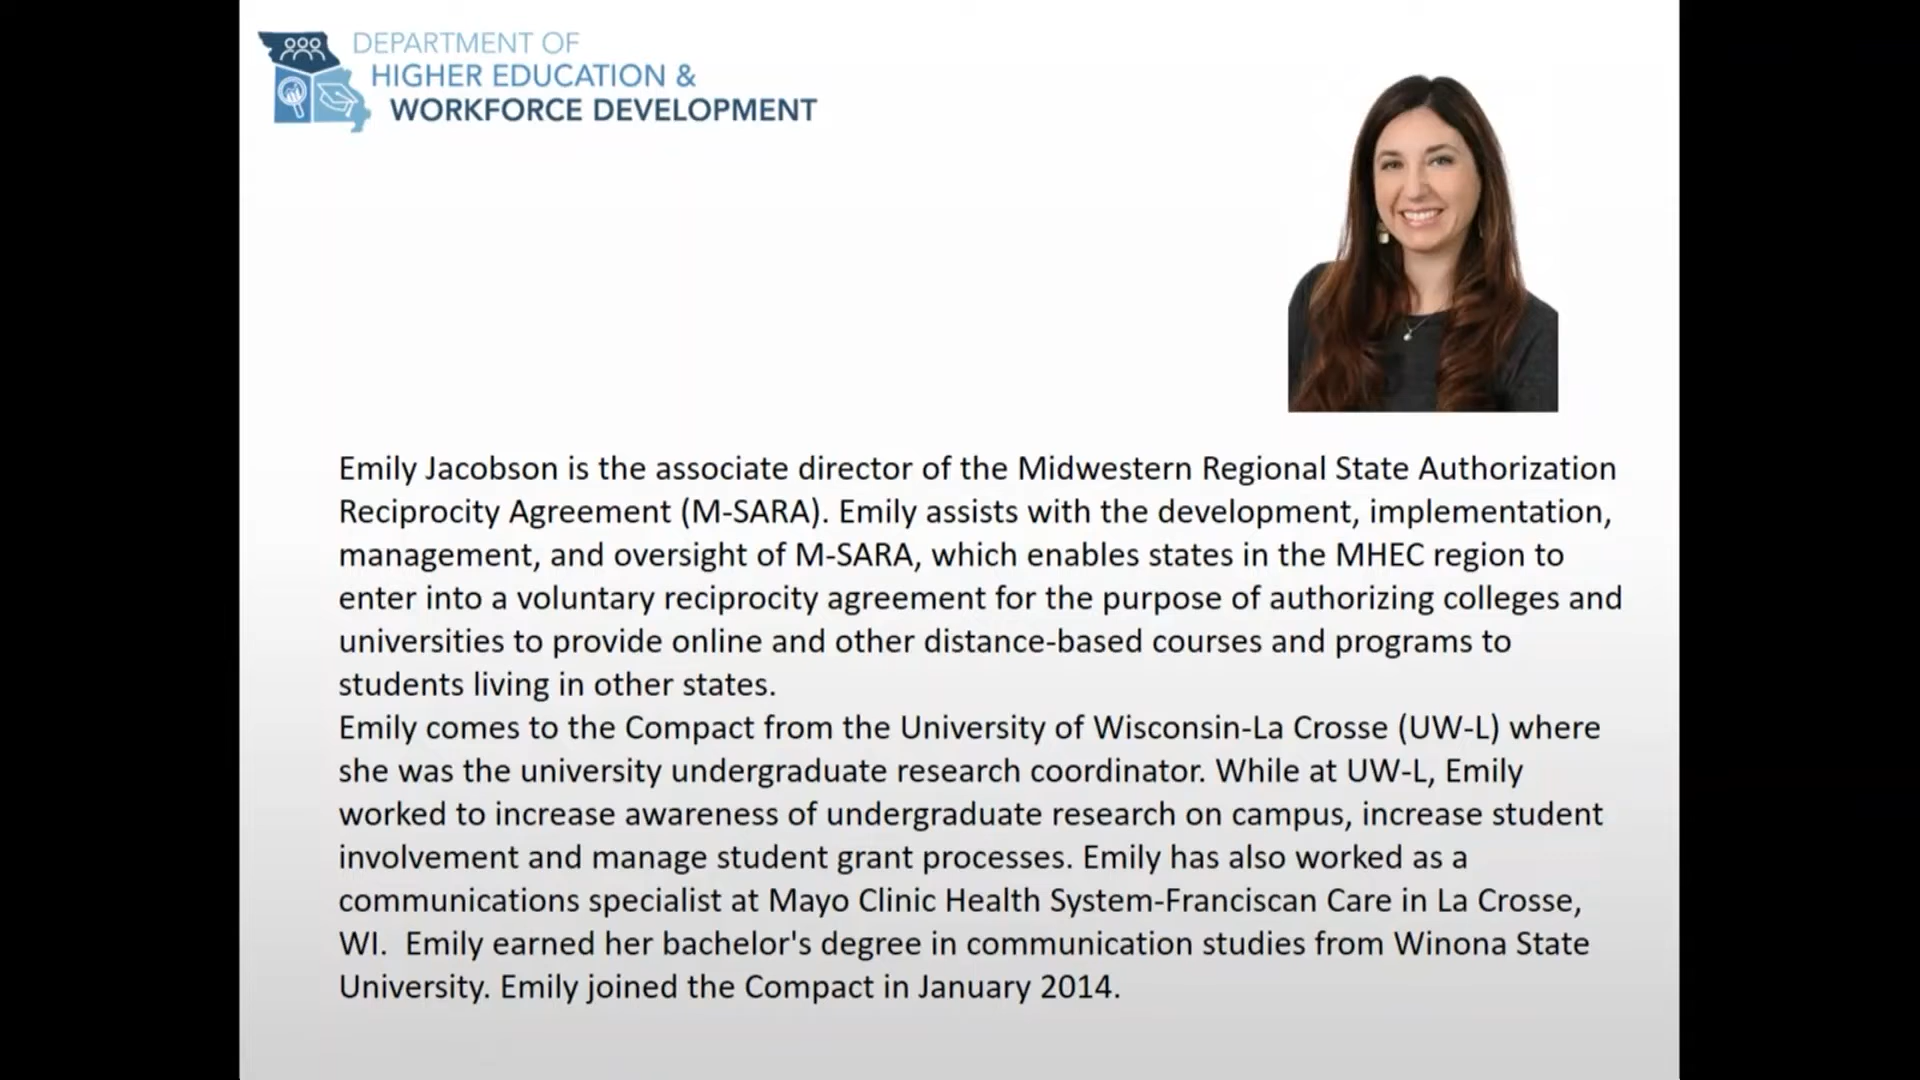 DEPARTMENT OF
HIGHER EDUCATION &
WORKFORCE DEVELOPMENT
Emily Jacobson is the associate director of the Midwestern Regional State Authorization
Reciprocity Agreement (M-SARA). Emily assists with the development, implementation,
management, and oversight of M-SARA, which enables states in the MHEC region to
enter into a voluntary reciprocity agreement for the purpose of authorizing colleges and
universities to provide online and other distance-based courses and programs to
students living in other states.
Emily comes to the Compact from the University of Wisconsin-La Crosse (UW-L) where
she was the university undergraduate research coordinator. While at UW-L, Emily
worked to increase awareness of undergraduate research on campus, increase student
involvement and manage student grant processes. Emily has also worked as a
communications specialist at Mayo Clinic Health System-Franciscan Care in La Crosse,
WI.  Emily earned her bachelor's degree in communication studies from Winona State
University. Emily joined the Compact in January 2014.